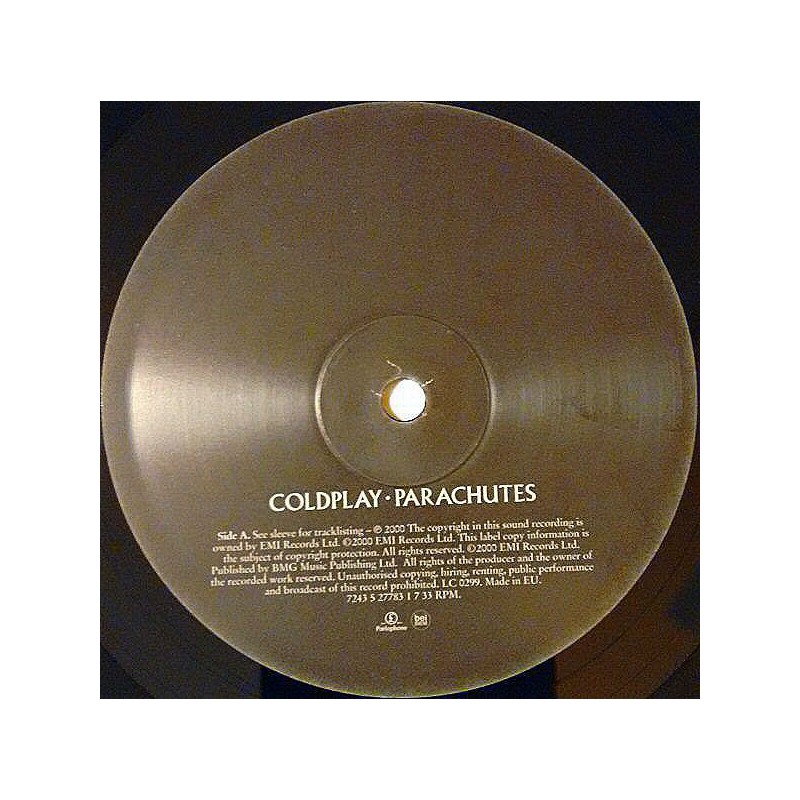 COLDPLAY · PARACHUTES
Side A. See sleeve for tracklisting – ℗ 2000 The copyright in this sound recording is
owned by EMI Records Ltd. ©2000 EMI Records Ltd. This label copy information is
the subject of copyright protection. All rights reserved. ©2000 EMI Records Ltd.
Published by BMG Music Publishing Ltd. All rights of the producer and the owner of
the recorded work reserved. Unauthorised copying, hiring, renting, public performance
and broadcast of this record prohibited. LC 0299. Made in EU.
7243 5 27783 1 7 33 RPM.
£
Parlophone